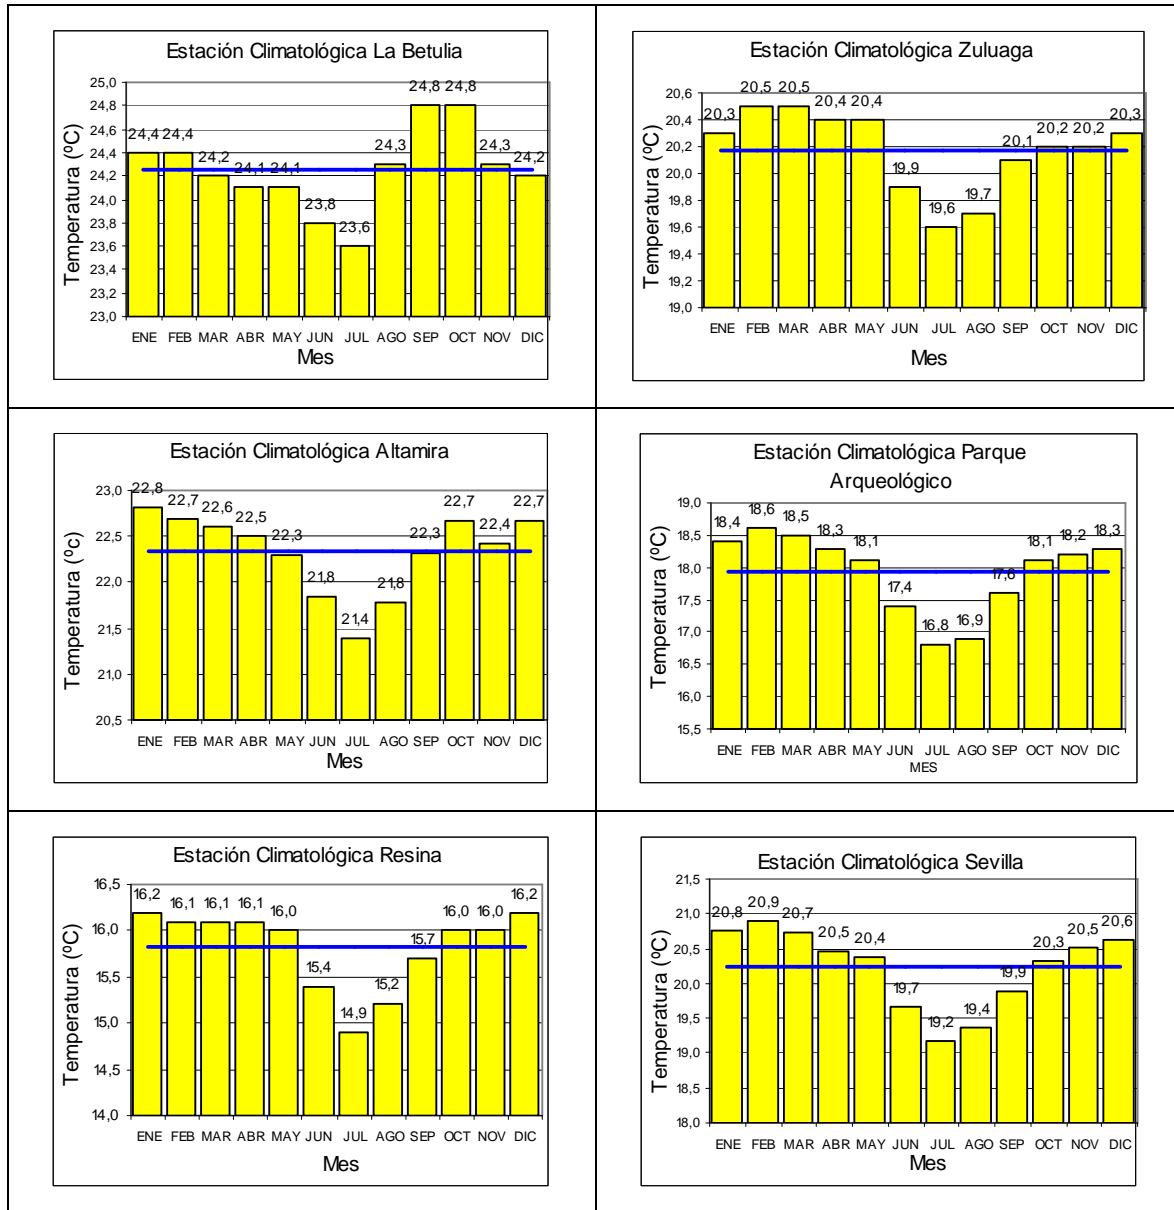 Estación Climatológica La Betulia
Temperatura (ºC)
25,0
24,8
24,6
24,4
24,2
24,0
23,8
23,6
23,4
23,2
23,0
24,4 24,4 24,2 24,1 24,1 23,8 23,6 24,3 24,8 24,8 24,3 24,2
ENE FEB MAR ABR MAY JUN JUL AGO SEP OCT NOV DIC
Mes
Estación Climatológica Zuluaga
Temperatura (ºC)
20,6
20,4
20,2
20,0
19,8
19,6
19,4
19,2
19,0
20,3 20,5 20,5 20,4 20,4 19,9 19,6 19,7 20,1 20,2 20,2 20,3
ENE FEB MAR ABR MAY JUN JUL AGO SEP OCT NOV DIC
Mes
Estación Climatológica Altamira
Temperatura (ºc)
23,0
22,5
22,0
21,5
21,0
20,5
22,8 22,7 22,6 22,5 22,3 21,8 21,4 21,8 22,3 22,7 22,4 22,7
ENE FEB MAR ABR MAY JUN JUL AGO SEP OCT NOV DIC
Mes
Estación Climatológica Parque
Arqueológico
Temperatura (ºC)
19,0
18,5
18,0
17,5
17,0
16,5
16,0
15,5
18,4 18,6 18,5 18,3 18,1 17,4 16,8 16,9 17,6 18,1 18,2 18,3
ENE FEB MAR ABR MAY JUN JUL AGO SEP OCT NOV DIC
MES
Estación Climatológica Resina
Temperatura (ºC)
16,5
16,0
15,5
15,0
14,5
14,0
16,2 16,1 16,1 16,1 16,0 15,4 14,9 15,2 15,7 16,0 16,0 16,2
ENE FEB MAR ABR MAY JUN JUL AGO SEP OCT NOV DIC
Mes
Estación Climatológica Sevilla
Temperatura (ºC)
21,5
21,0
20,5
20,0
19,5
19,0
18,5
18,0
20,8 20,9 20,7 20,5 20,4 19,7 19,2 19,4 19,9 20,3 20,5 20,6
ENE FEB MAR ABR MAY JUN JUL AGO SEP OCT NOV DIC
Mes